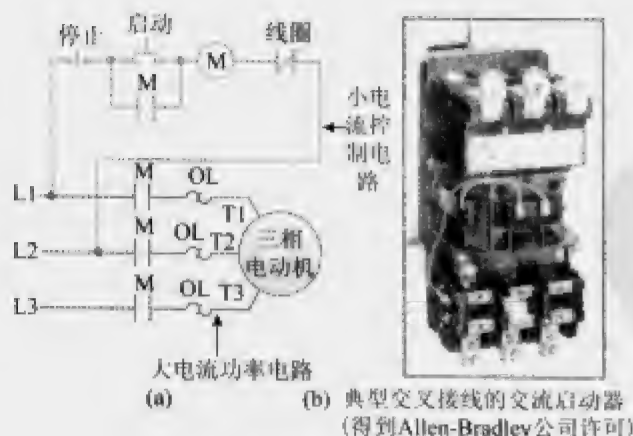 停止
启动
线圈
M
M
小电流控制电路
M
OL
L1
T1
M
OL
T2
L2
三相电动机
M
OL
T3
L3
大电流功率电路
(a)
(b) 典型交叉接线的交流启动器
(得到Allen-Bradley公司许可)